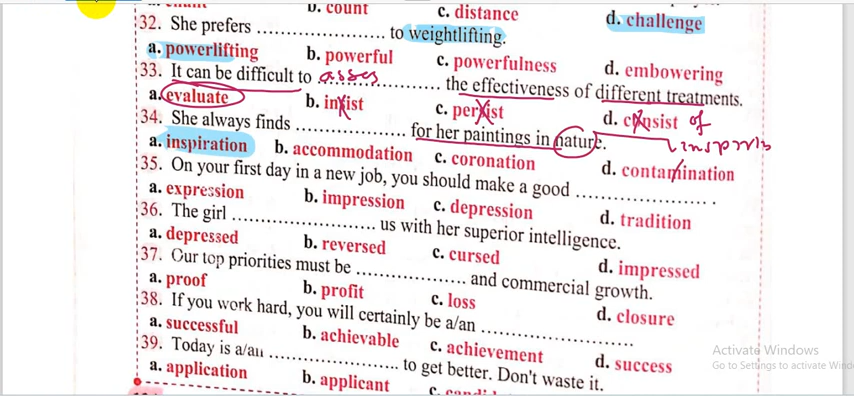 b. count c. distance d. challenge
32. She prefers .................... to weightlifting.
a. powerlifting b. powerful c. powerfulness d. embowering
33. It can be difficult to asses .................... the effectiveness of different treatments.
a. evaluate b. insist c. persist d. consist of
34. She always finds .................... for her paintings in nature.
a. inspiration b. accommodation c. coronation d. contamination
35. On your first day in a new job, you should make a good ....................
a. expression b. impression c. depression d. tradition
36. The girl .................... us with her superior intelligence.
a. depressed b. reversed c. cursed d. impressed
37. Our top priorities must be .................... and commercial growth.
a. proof b. profit c. loss d. closure
38. If you work hard, you will certainly be a/an ....................
a. successful b. achievable c. achievement d. success
39. Today is a/an .................... to get better. Don't waste it.
a. application b. applicant
Activate Windows
Go to Settings to activate Wind